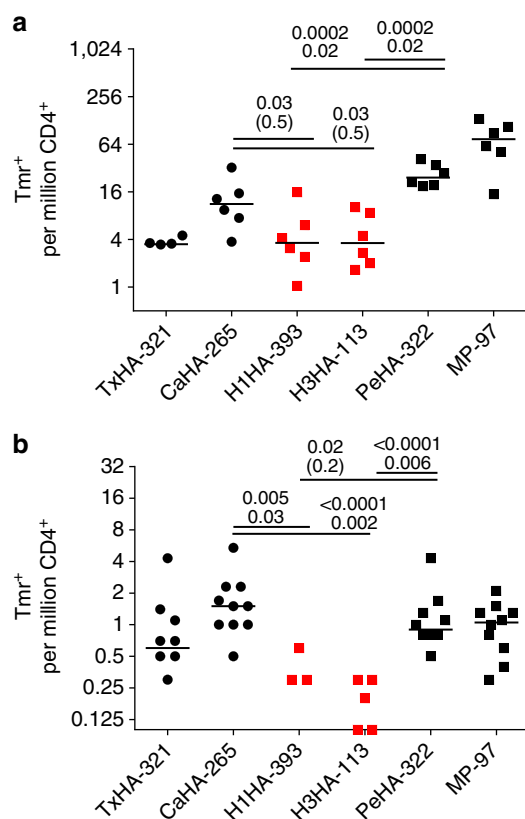 a
0.0002
0.02
0.0002
0.02
0.03
(0.5)
0.03
(0.5)
1,024
256
64
16
4
1
Tmr+
per million CD4+
TxHA-321
CaHA-265
H1HA-393
H3HA-113
PeHA-322
MP-97
b
0.02
(0.2)
<0.0001
0.006
0.005
0.03
<0.0001
0.002
32
16
8
4
2
1
0.5
0.25
0.125
Tmr+
per million CD4+
TxHA-321
CaHA-265
H1HA-393
H3HA-113
PeHA-322
MP-97